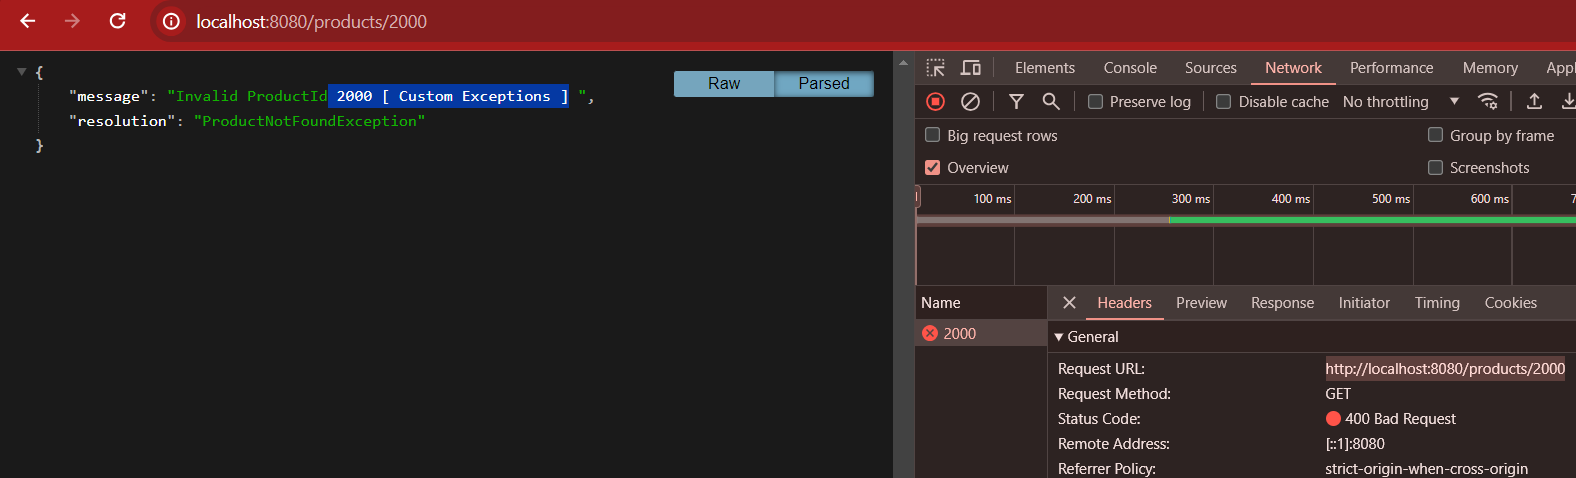 localhost:8080/products/2000
{
"message": "Invalid ProductId 2000 [ Custom Exceptions ] ",
"resolution": "ProductNotFoundException"
}
Raw Parsed
Elements Console Sources Network Performance Memory Appl
Preserve log Disable cache No throttling
Big request rows Group by frame
Overview Screenshots
100 ms 200 ms 300 ms 400 ms 500 ms 600 ms 7
Name
2000
Headers Preview Response Initiator Timing Cookies
General
Request URL: http://localhost:8080/products/2000
Request Method: GET
Status Code: 400 Bad Request
Remote Address: [::1]:8080
Referrer Policy: strict-origin-when-cross-origin